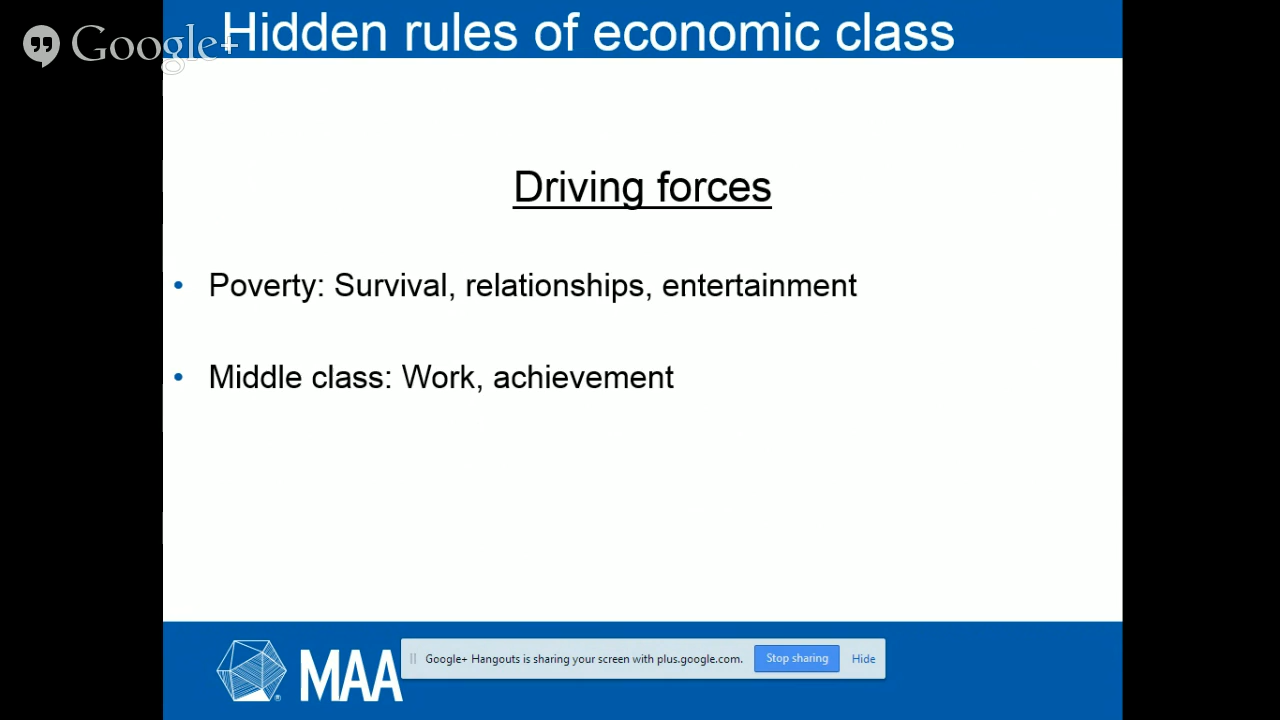 Google+
Hidden rules of economic class
Driving forces
• Poverty: Survival, relationships, entertainment
• Middle class: Work, achievement
MAA
®
Google+ Hangouts is sharing your screen with plus.google.com.
Stop sharing
Hide